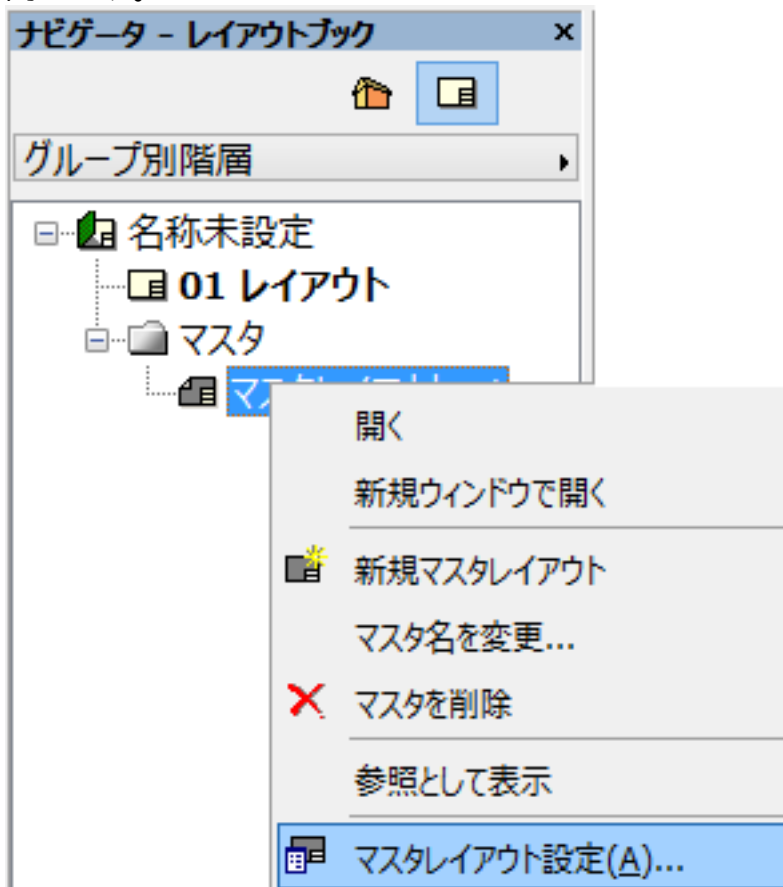 ナビゲータ - レイアウトブック
グループ別階層
名称未設定
01 レイアウト
マスタ
開く
新規ウィンドウで開く
新規マスタレイアウト
マスタ名を変更...
マスタを削除
参照として表示
マスタレイアウト設定(A)...